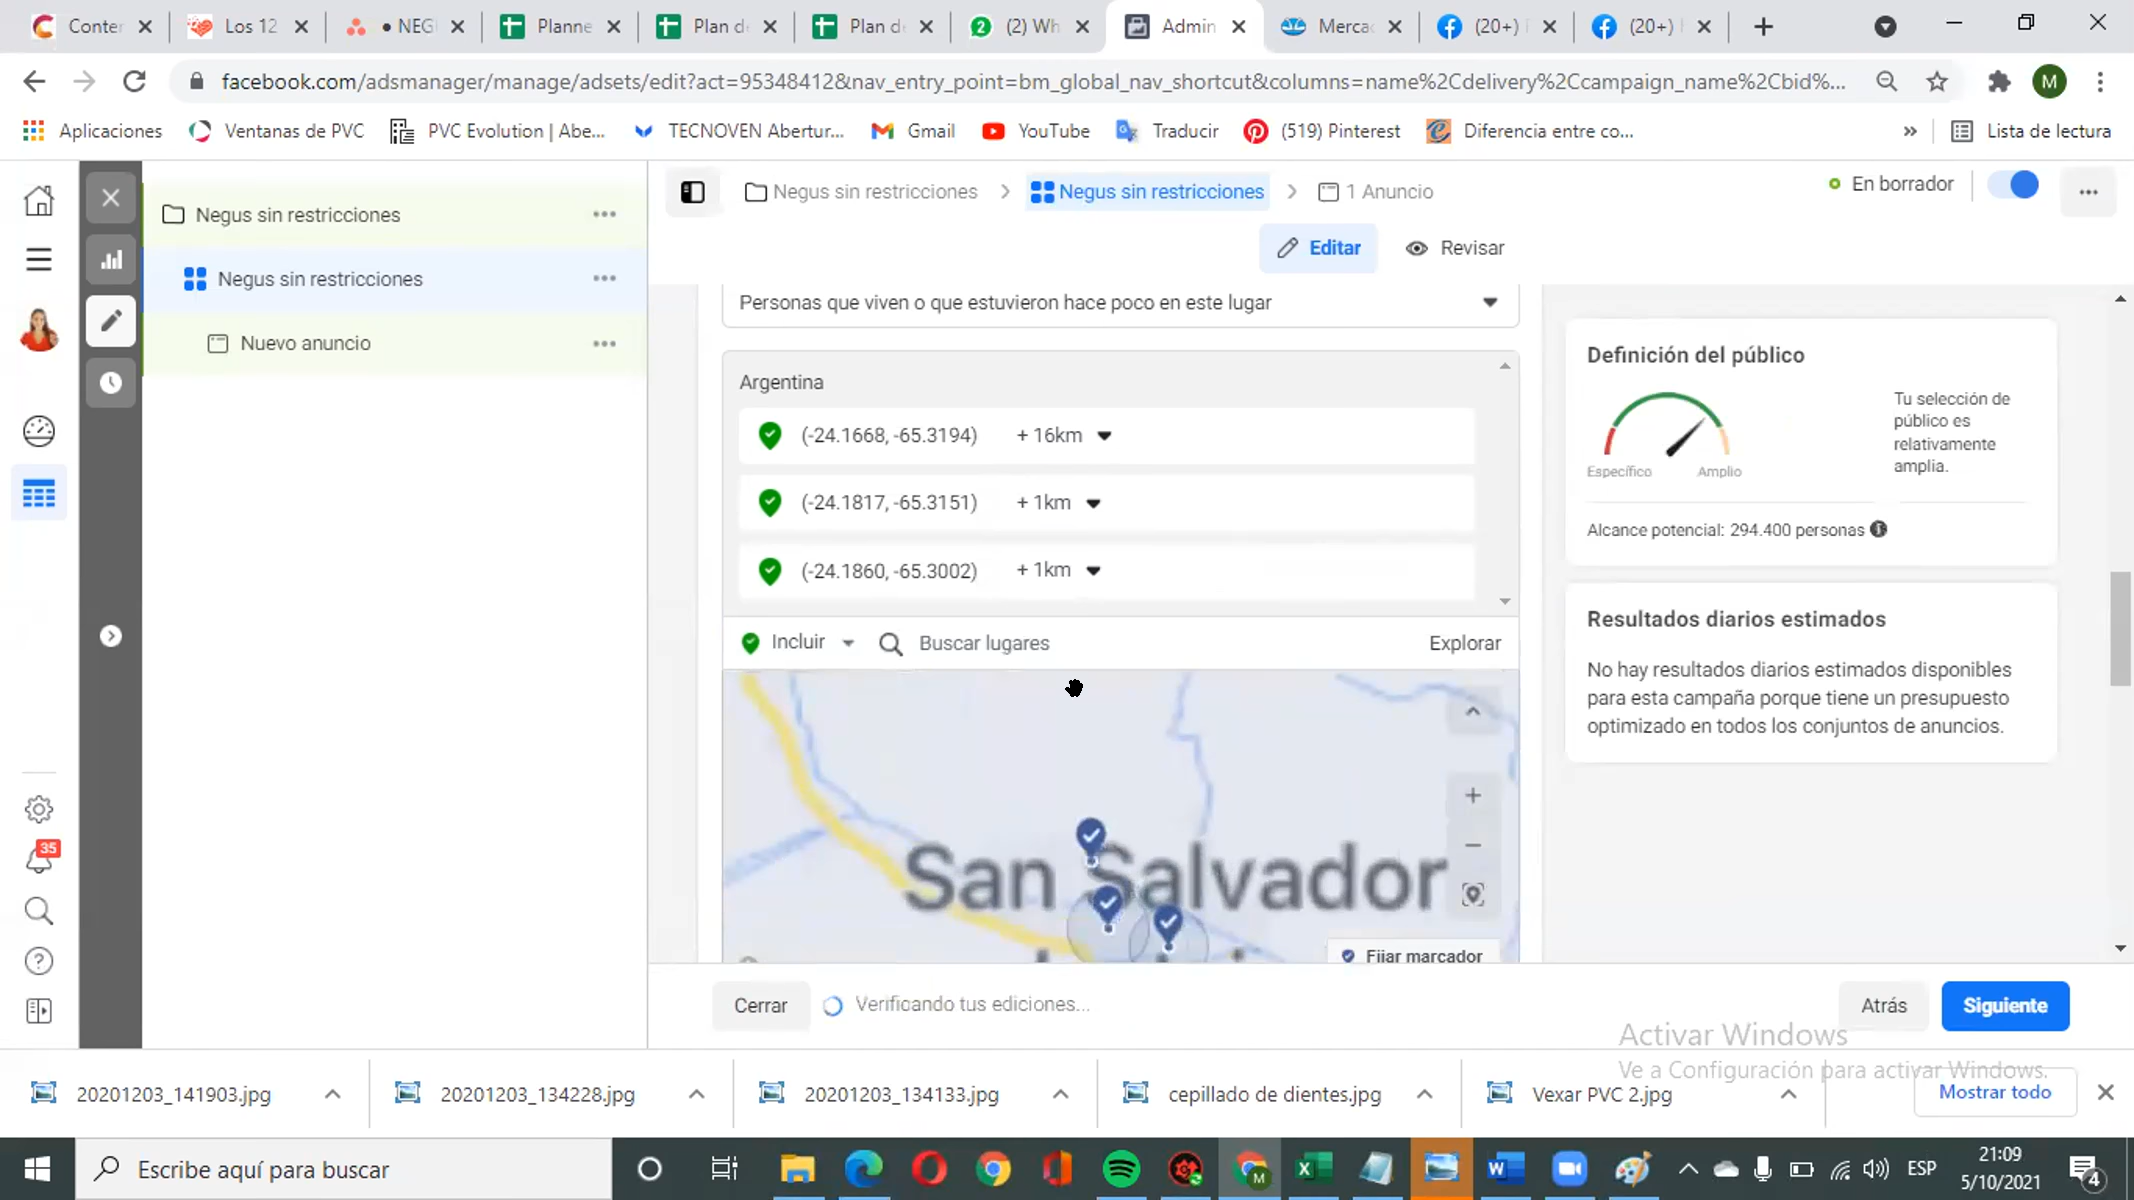 Conter
Los 12
• NEG
Planne
Plan d
Plan d
(2) Wh
Admin
Merca
(20+)
(20+)
facebook.com/adsmanager/manage/adsets/edit?act=95348412&nav_entry_point=bm_global_nav_shortcut&columns=name%2Cdelivery%2Ccampaign_name%2Cbid%...
M
Aplicaciones
Ventanas de PVC
PVC Evolution | Abe...
TECNOVEN Abertur...
Gmail
YouTube
Traducir
(519) Pinterest
Diferencia entre co...
»
Lista de lectura
Negus sin restricciones
Negus sin restricciones
Nuevo anuncio
35
Negus sin restricciones
Negus sin restricciones
1 Anuncio
En borrador
Editar
Revisar
Personas que viven o que estuvieron hace poco en este lugar
Argentina
(-24.1668, -65.3194) + 16km
(-24.1817, -65.3151) + 1km
(-24.1860, -65.3002) + 1km
Incluir
Buscar lugares
Explorar
San Salvador
Fijar marcador
Definición del público
Específico
Amplio
Tu selección de
público es
relativamente
amplia.
Alcance potencial: 294.400 personas
Resultados diarios estimados
No hay resultados diarios estimados disponibles
para esta campaña porque tiene un presupuesto
optimizado en todos los conjuntos de anuncios.
Cerrar
Verificando tus ediciones...
Atrás
Siguiente
Activar Windows
Ve a Configuración para activar Windows.
20201203_141903.jpg
20201203_134228.jpg
20201203_134133.jpg
cepillado de dientes.jpg
Vexar PVC 2.jpg
Mostrar todo
Escribe aquí para buscar
ESP
21:09
5/10/2021
4